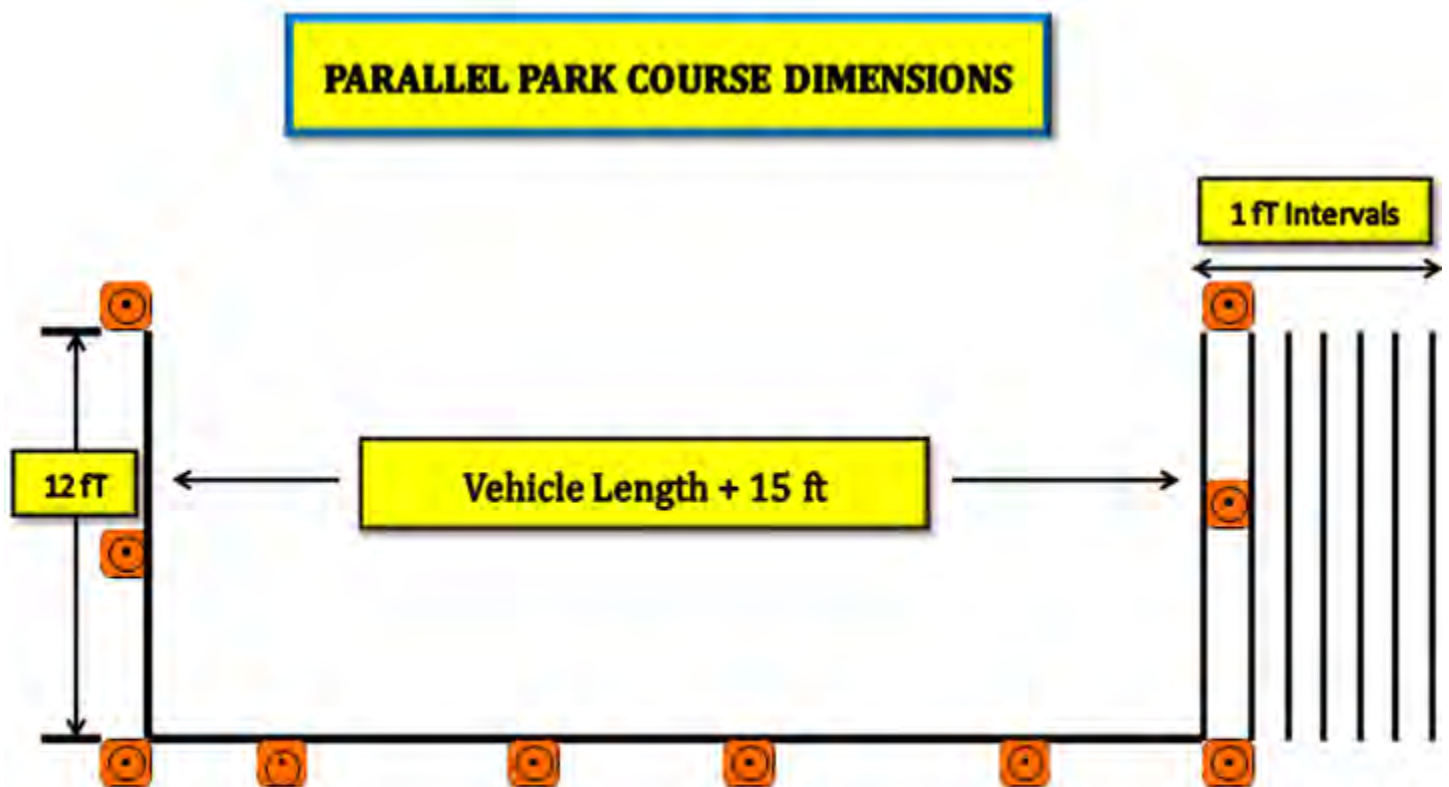 PARALLEL PARK COURSE DIMENSIONS
1 fT Intervals
12 fT
Vehicle Length + 15 ft